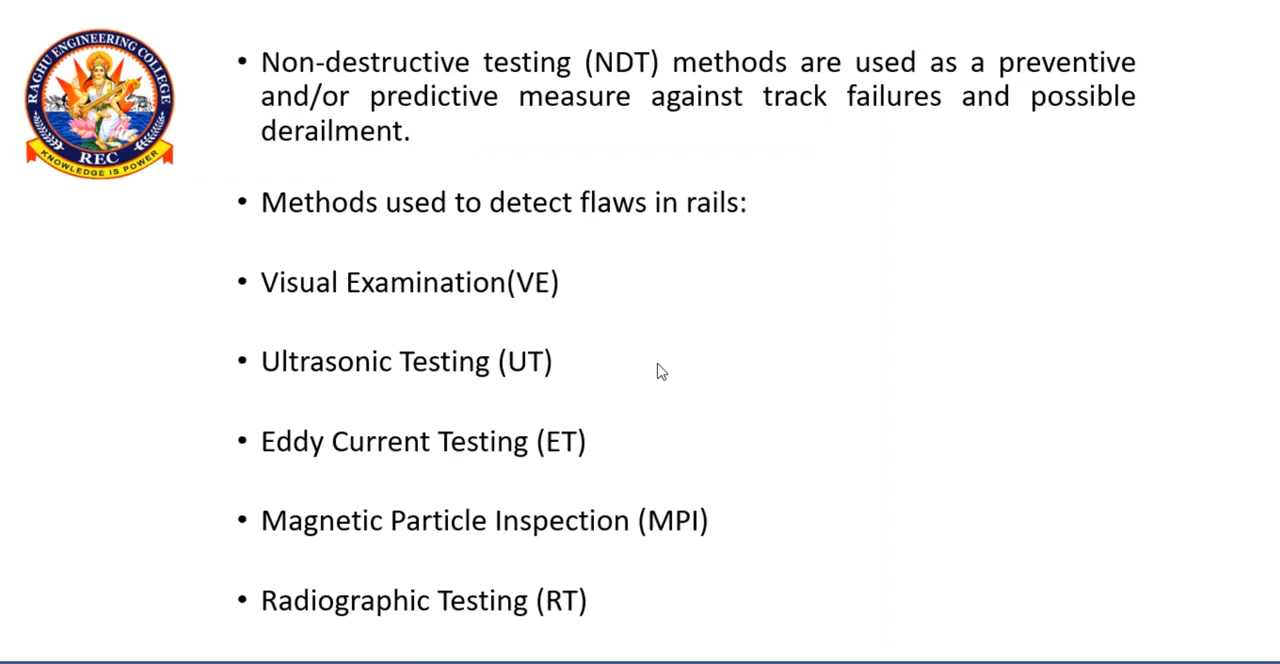 RAGHU ENGINEERING COLLEGE
REC
KNOWLEDGE IS POWER
• Non-destructive testing (NDT) methods are used as a preventive
and/or predictive measure against track failures and possible
derailment.
• Methods used to detect flaws in rails:
• Visual Examination(VE)
• Ultrasonic Testing (UT)
• Eddy Current Testing (ET)
• Magnetic Particle Inspection (MPI)
• Radiographic Testing (RT)